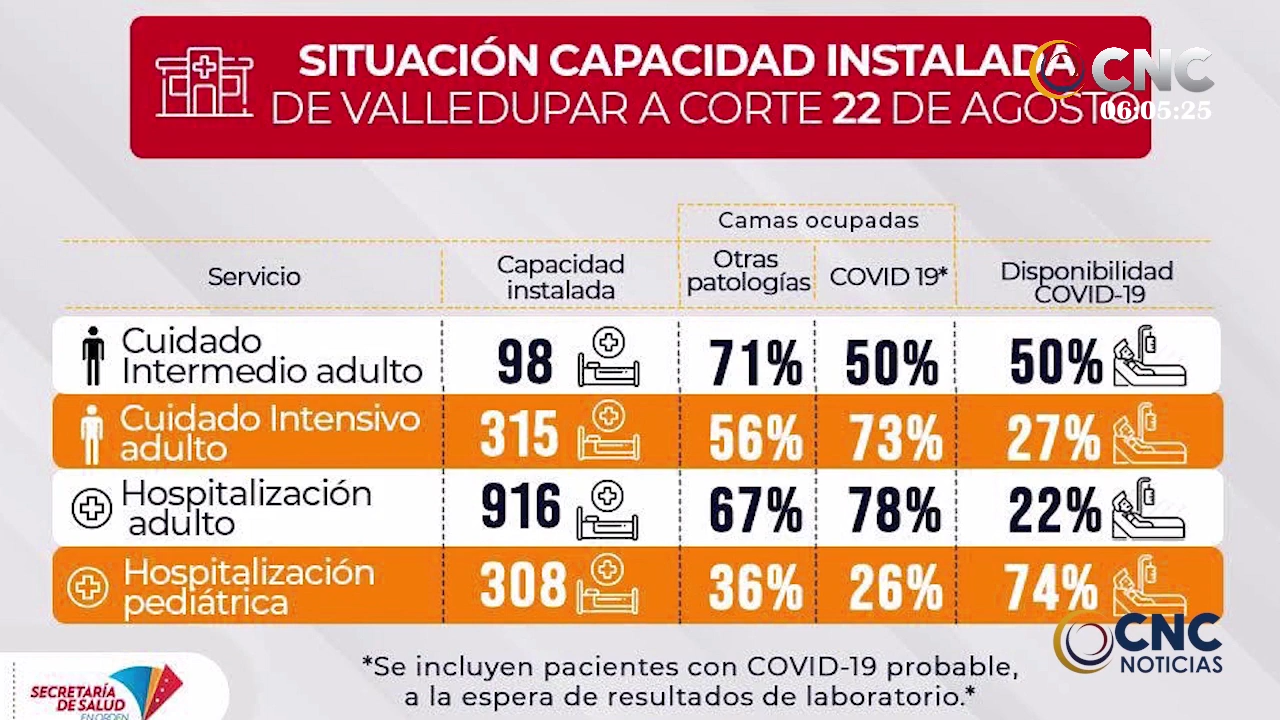 SITUACIÓN CAPACIDAD INSTALADA
DE VALLEDUPAR A CORTE 22 DE AGOSTO
CNC
06:05:25
Camas ocupadas
Servicio
Capacidad
instalada
Otras
patologías
COVID 19*
Disponibilidad
COVID-19
Cuidado
Intermedio adulto
98
71%
50%
50%
Cuidado Intensivo
adulto
315
56%
73%
27%
Hospitalización
adulto
916
67%
78%
22%
Hospitalización
pediátrica
308
36%
26%
74%
*Se incluyen pacientes con COVID-19 probable,
a la espera de resultados de laboratorio.*
SECRETARÍA
DE SALUD
EN ORDEN
CNC
NOTICIAS